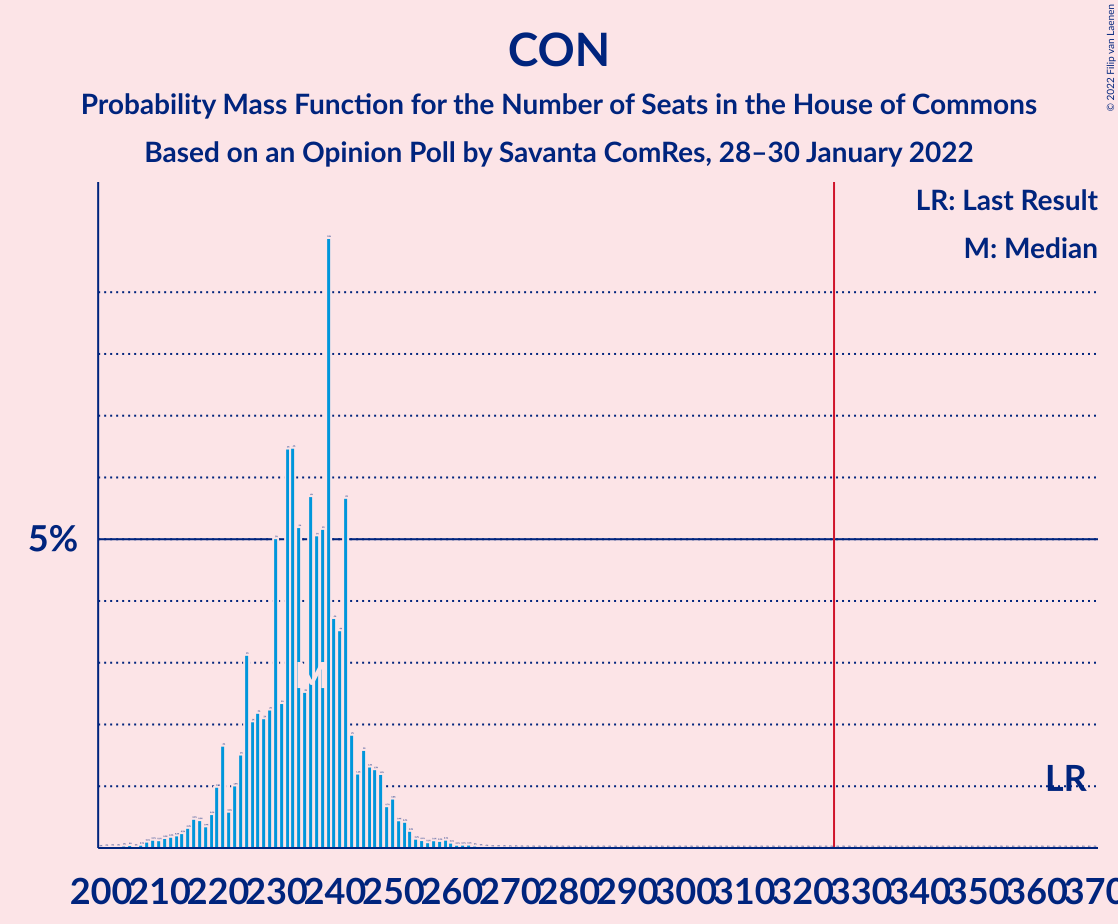 CON
Probability Mass Function for the Number of Seats in the House of Commons
Based on an Opinion Poll by Savanta ComRes, 28–30 January 2022
© 2022 Filip van Laenen
LR: Last Result
M: Median
5%
M
LR
200 210 220 230 240 250 260 270 280 290 300 310 320 330 340 350 360 370